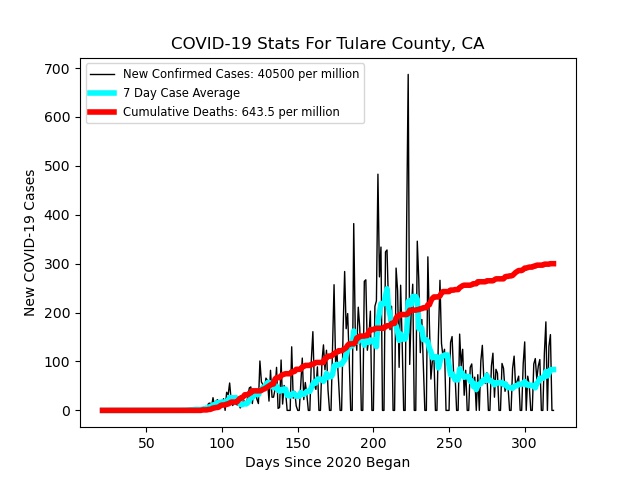 COVID-19 Stats For Tulare County, CA
New Confirmed Cases: 40500 per million
7 Day Case Average
Cumulative Deaths: 643.5 per million
New COVID-19 Cases
700
600
500
400
300
200
100
0
50 100 150 200 250 300
Days Since 2020 Began